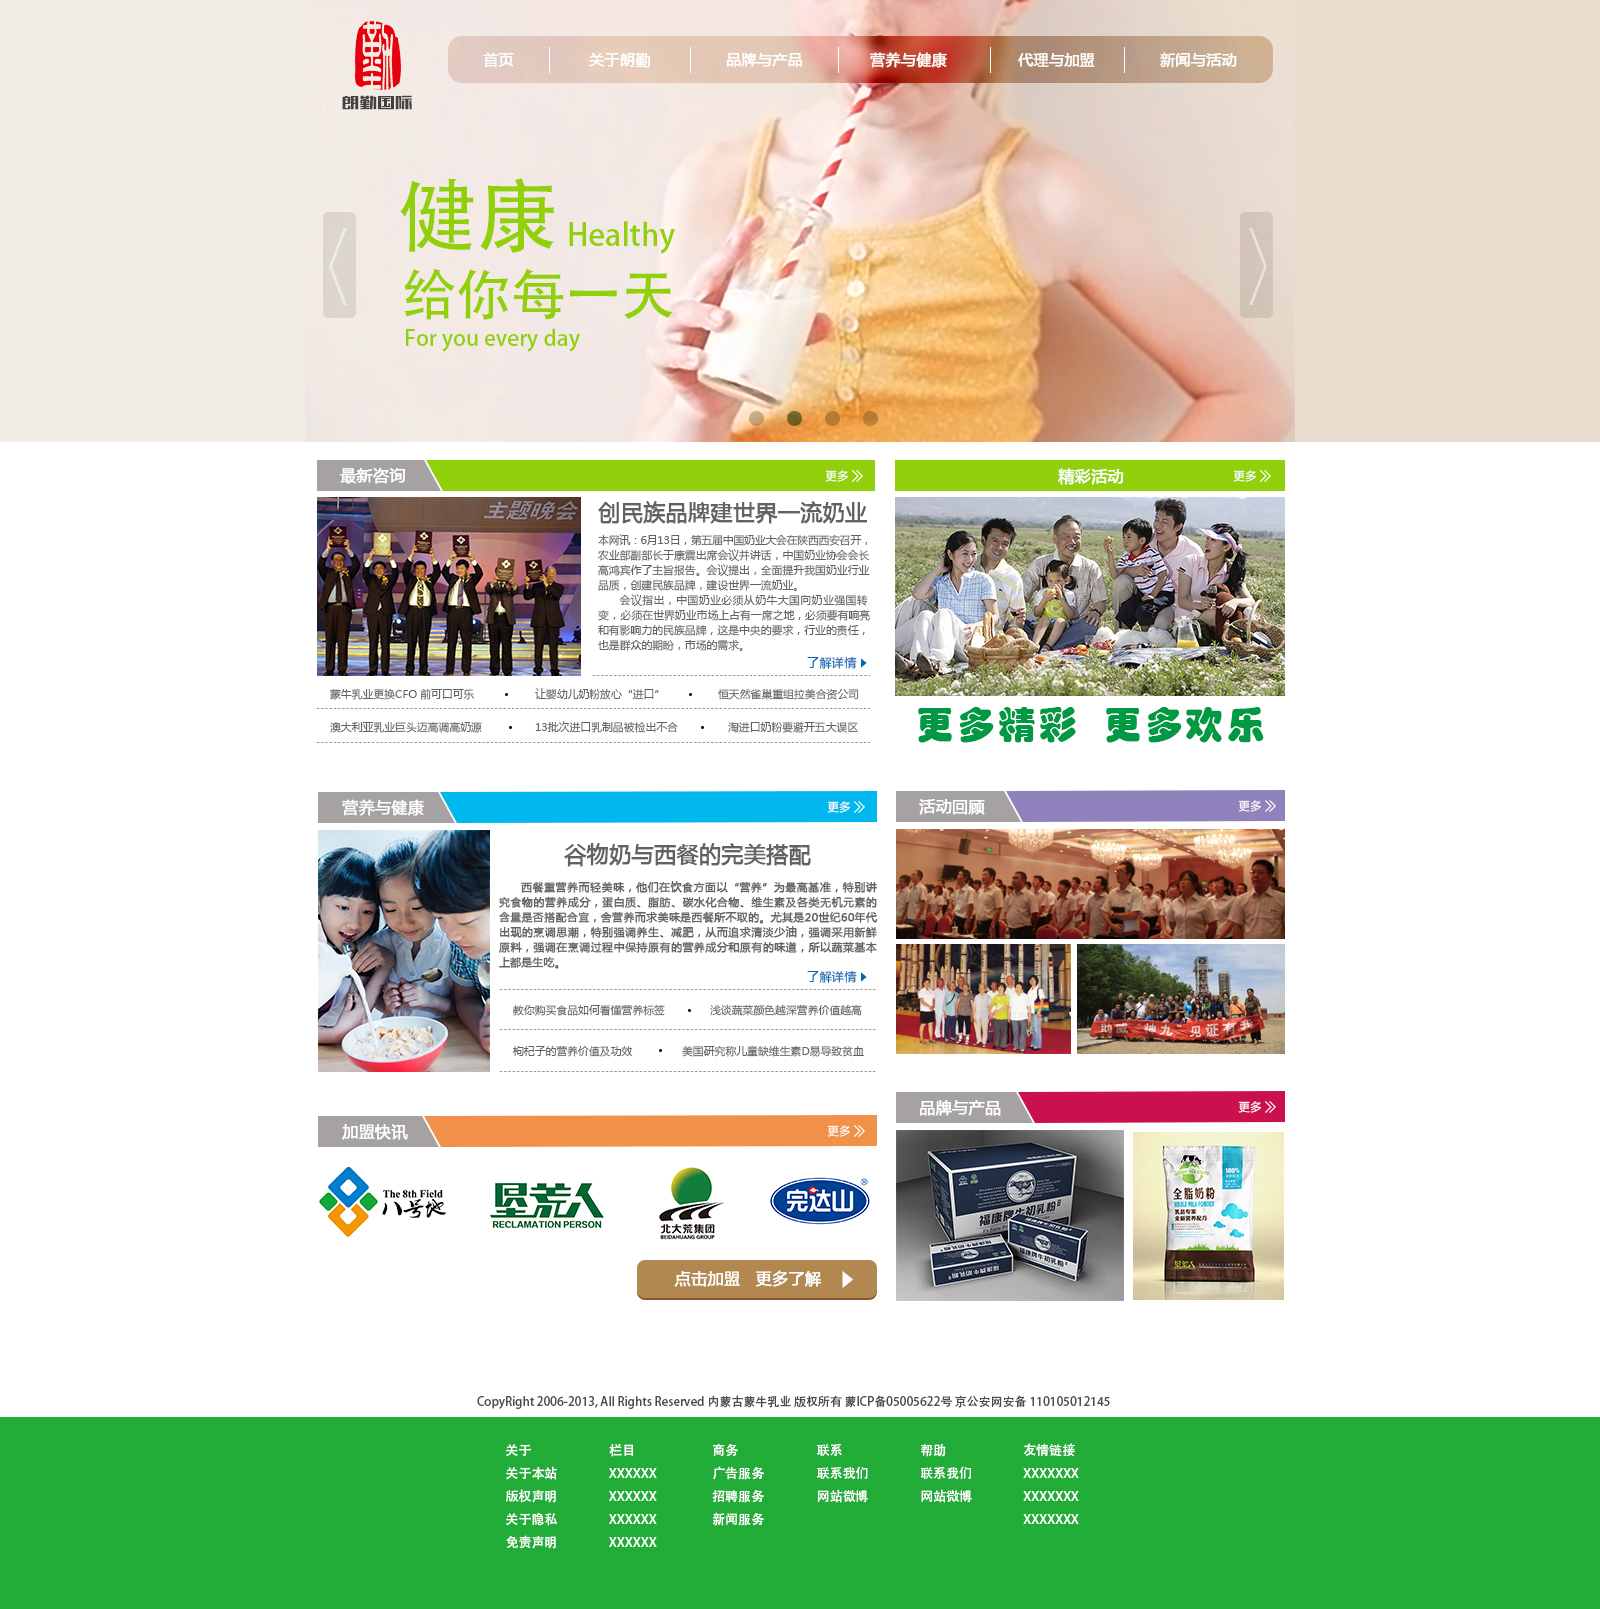 朗勤国际
首页 关于朗勤 品牌与产品 营养与健康 代理与加盟 新闻与活动
健康 Healthy
给你每一天
For you every day
最新咨询 更多
主题晚会
创民族品牌建世界一流奶业
本网讯：6月13日，第五届中国奶业大会在陕西西安召开，
农业部副部长于康震出席会议并讲话，中国奶业协会会长
高鸿宾作了主旨报告。会议提出，全面提升我国奶业行业
品质，创建民族品牌，建设世界一流奶业。
会议指出，中国奶业必须从奶牛大国向奶业强国转
变，必须在世界奶业市场上占有一席之地，必须要有响亮
和有影响力的民族品牌，这是中央的要求，行业的责任，
也是群众的期盼，市场的需求。
了解详情
蒙牛乳业更换CFO 前可口可乐 • 让婴幼儿奶粉放心“进口” • 恒天然雀巢重组拉美合资公司
澳大利亚乳业巨头迈高调高奶源 • 13批次进口乳制品被检出不合 • 淘进口奶粉要避开五大误区
精彩活动 更多
更多精彩 更多欢乐
营养与健康 更多
谷物奶与西餐的完美搭配
西餐重营养而轻美味，他们在饮食方面以“营养”为最高基准，特别讲
究食物的营养成分，蛋白质、脂肪、碳水化合物、维生素及各类无机元素的
含量是否搭配合宜，舍营养而求美味是西餐所不取的。尤其是20世纪60年代
出现的烹调思潮，特别强调养生、减肥，从而追求清淡少油，强调采用新鲜
原料，强调在烹调过程中保持原有的营养成分和原有的味道，所以蔬菜基本
上都是生吃。
了解详情
教你购买食品如何看懂营养标签 • 浅谈蔬菜颜色越深营养价值越高
枸杞子的营养价值及功效 • 美国研究称儿童缺维生素D易导致贫血
活动回顾 更多
助威“神九”见证有我
加盟快讯 更多
The 8th Field
八号地
垦荒人
RECLAMATION PERSON
北大荒集团
BEIDAHUANG GROUP
完达山®
点击加盟 更多了解
品牌与产品 更多
福康牌牛初乳粉
福康牌牛初乳粉
福康牌牛初乳粉
100%
全脂奶粉
WHOLE MILK POWDER
乳品专家
全新营养配方
垦荒人
CopyRight 2006-2013, All Rights Reserved 内蒙古蒙牛乳业 版权所有 蒙ICP备05005622号 京公安网安备 110105012145
关于 栏目 商务 联系 帮助 友情链接
关于本站 XXXXXX 广告服务 联系我们 联系我们 XXXXXXX
版权声明 XXXXXX 招聘服务 网站微博 网站微博 XXXXXXX
关于隐私 XXXXXX 新闻服务 XXXXXXX
免责声明 XXXXXX